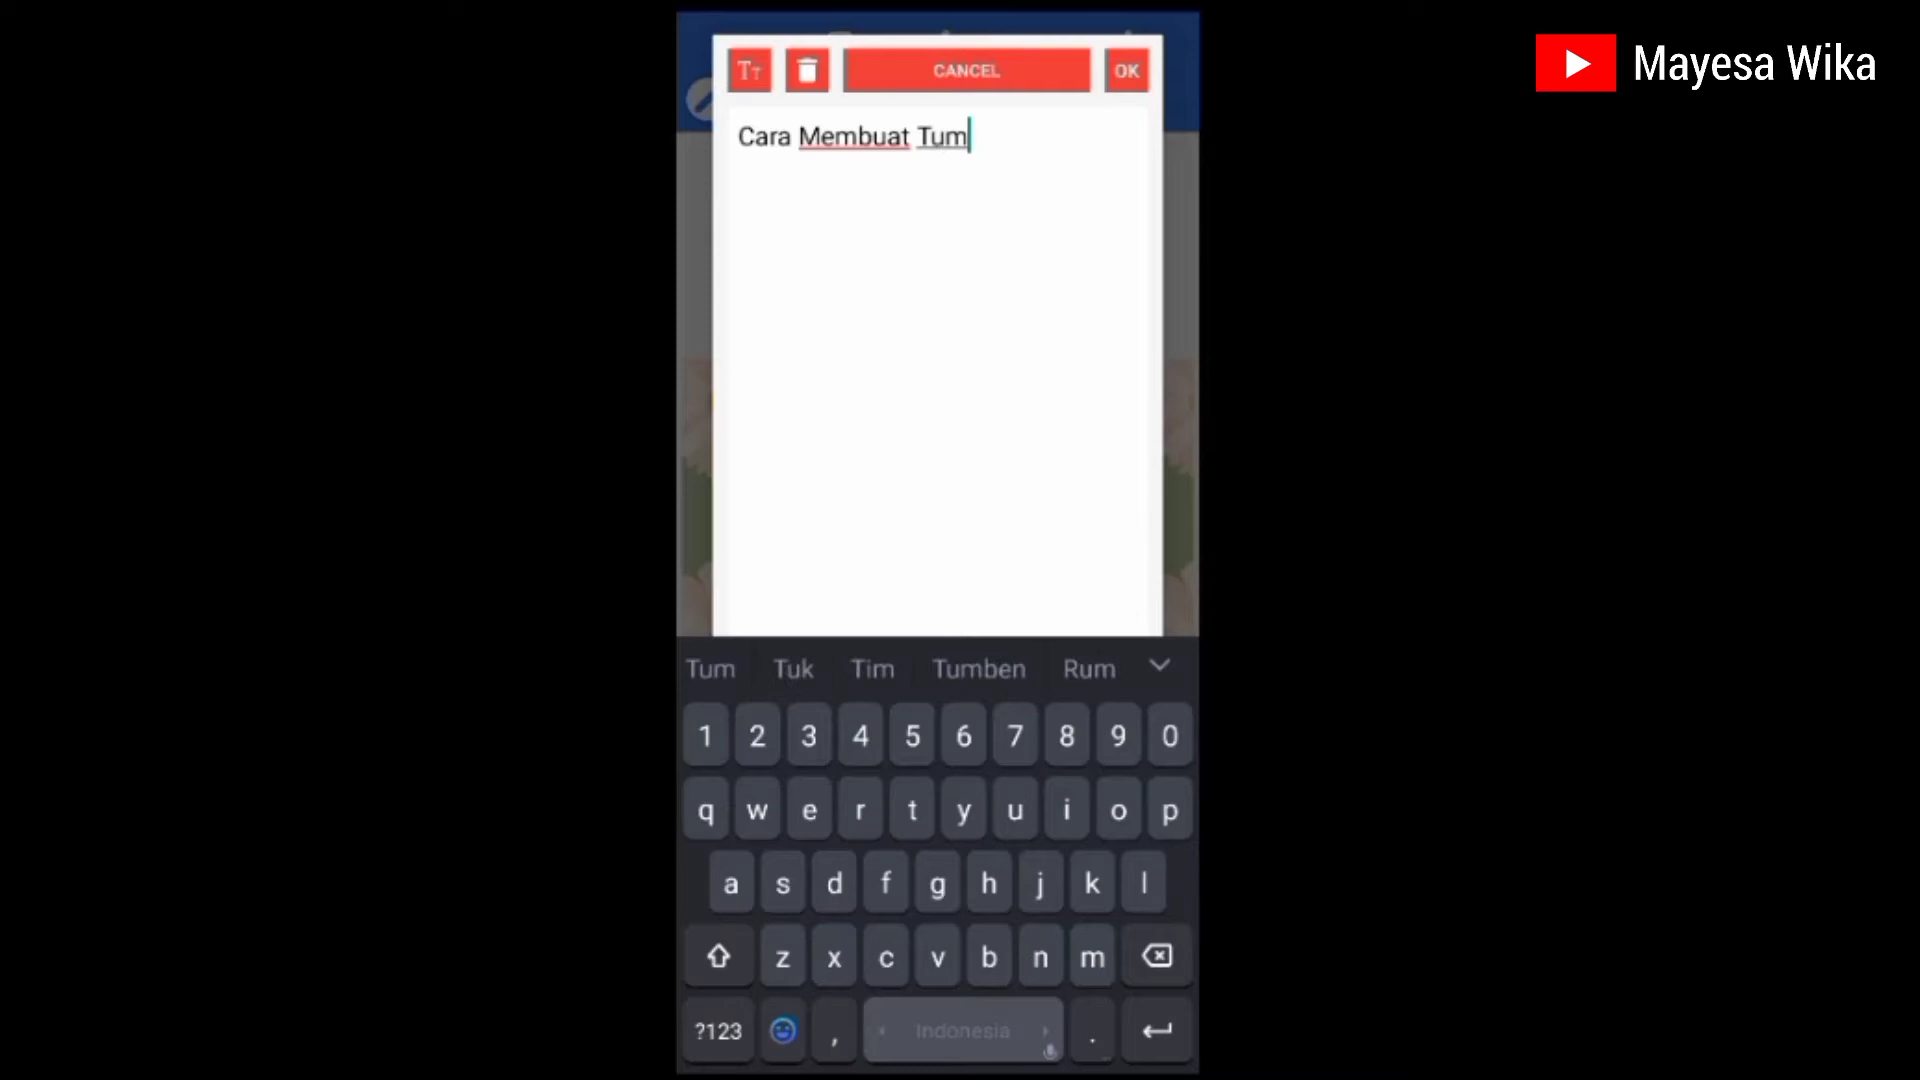 Mayesa Wika
Tт CANCEL OK
Cara Membuat Tum
Tum Tuk Tim Tumben Rum
1 2 3 4 5 6 7 8 9 0
q w e r t y u i o p
a s d f g h j k l
z x c v b n m
?123 , Indonesia .